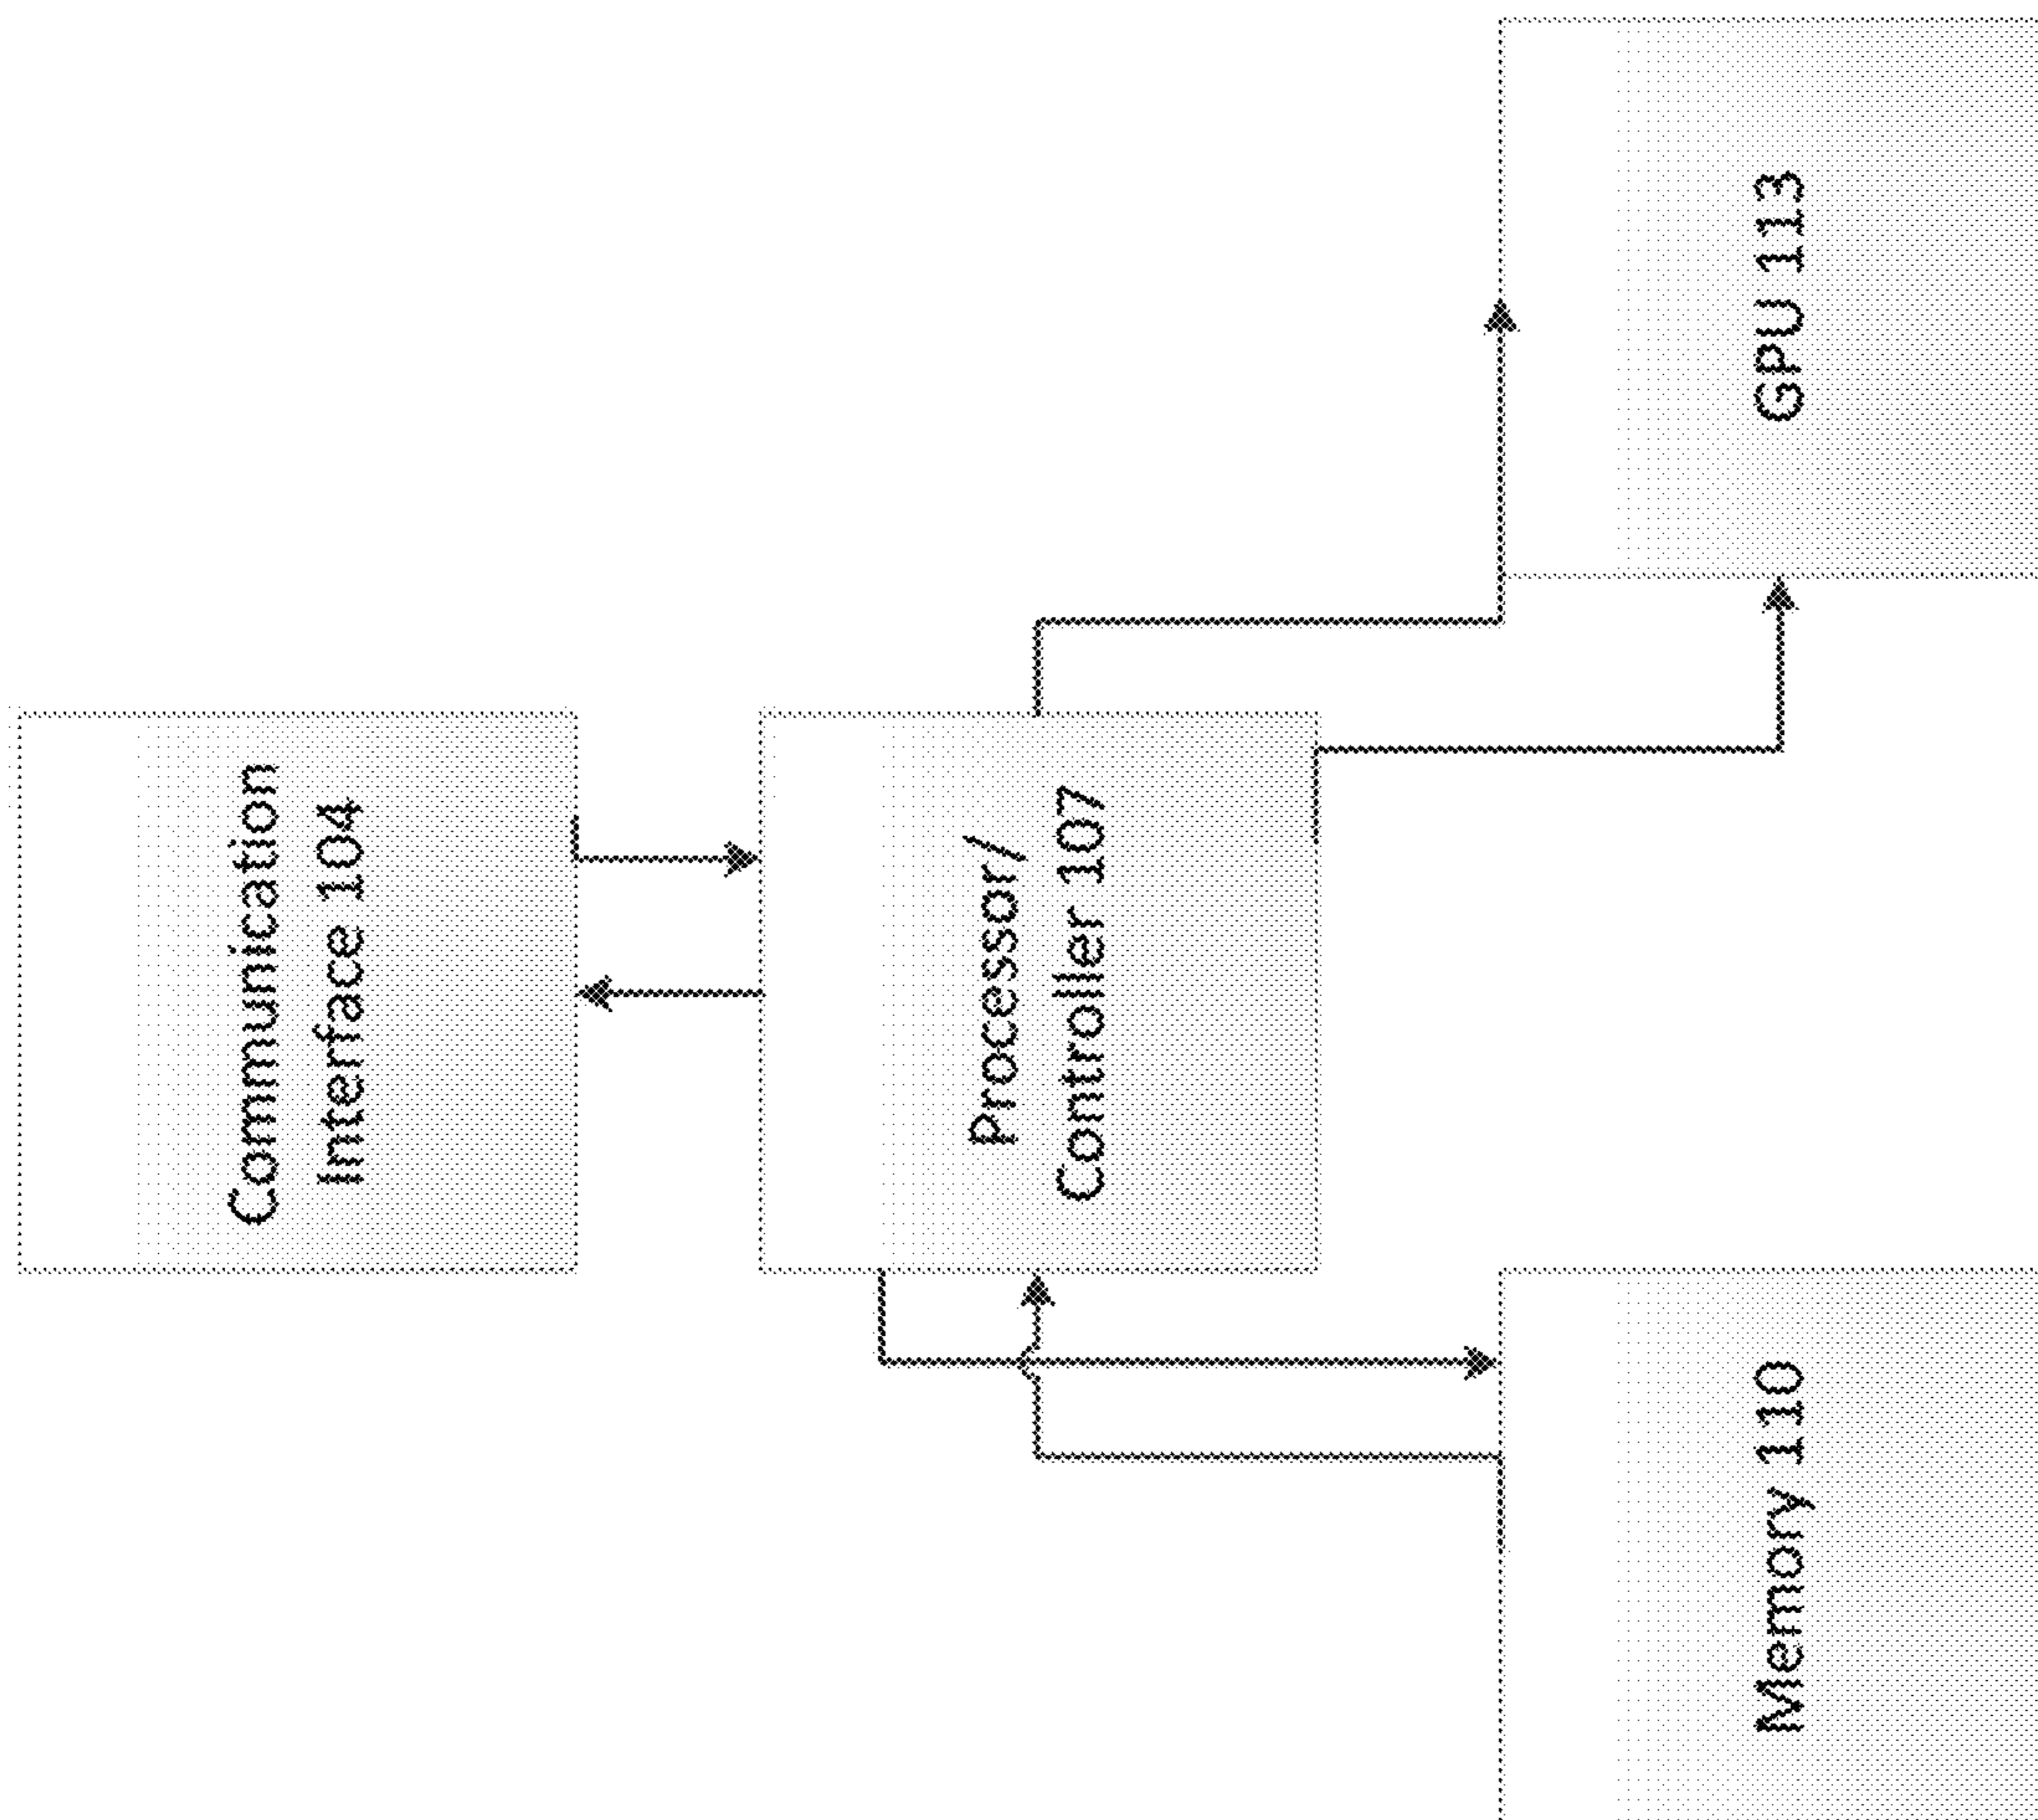 Communication
Interface 104
Processor/
Controller 107
Memory 110
GPU 113